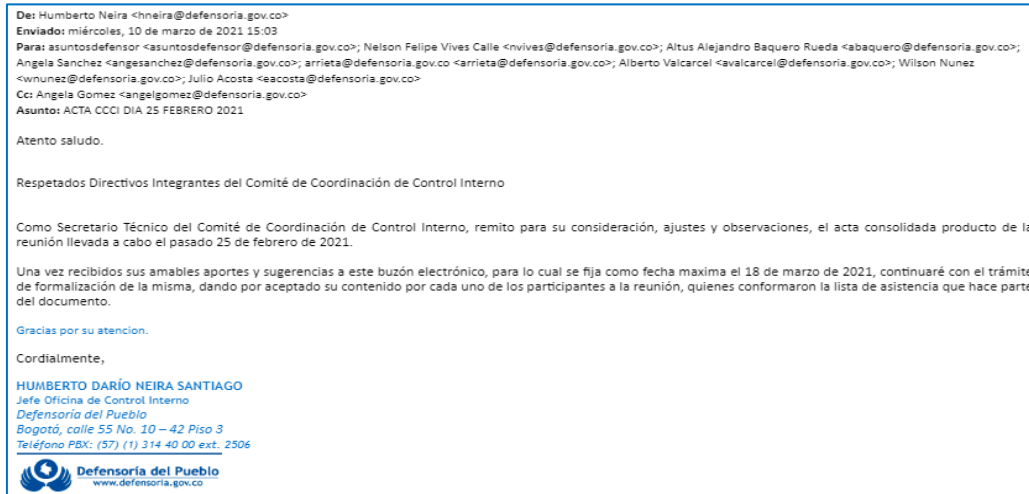 De: Humberto Neira <hneira@defensoria.gov.co>
Enviado: miércoles, 10 de marzo de 2021 15:03
Para: asuntosdefensor <asuntosdefensor@defensoria.gov.co>; Nelson Felipe Vives Calle <nvives@defensoria.gov.co>; Altus Alejandro Baquero Rueda <abaquero@defensoria.gov.co>;
Angela Sanchez <angesanchez@defensoria.gov.co>; arrieta@defensoria.gov.co <arrieta@defensoria.gov.co>; Alberto Valcarcel <avalcarcel@defensoria.gov.co>; Wilson Nunez
<wnunez@defensoria.gov.co>; Julio Acosta <eacosta@defensoria.gov.co>
Cc: Angela Gomez <angelgomez@defensoria.gov.co>
Asunto: ACTA CCCI DIA 25 FEBRERO 2021
Atento saludo.
Respetados Directivos Integrantes del Comité de Coordinación de Control Interno
Como Secretario Técnico del Comité de Coordinación de Control Interno, remito para su consideración, ajustes y observaciones, el acta consolidada producto de la
reunión llevada a cabo el pasado 25 de febrero de 2021.
Una vez recibidos sus amables aportes y sugerencias a este buzón electrónico, para lo cual se fija como fecha maxima el 18 de marzo de 2021, continuaré con el trámite
de formalización de la misma, dando por aceptado su contenido por cada uno de los participantes a la reunión, quienes conformaron la lista de asistencia que hace parte
del documento.
Gracias por su atencion.
Cordialmente,
HUMBERTO DARÍO NEIRA SANTIAGO
Jefe Oficina de Control Interno
Defensoría del Pueblo
Bogotá, calle 55 No. 10 – 42 Piso 3
Teléfono PBX: (57) (1) 314 40 00 ext. 2506
Defensoría del Pueblo
www.defensoria.gov.co